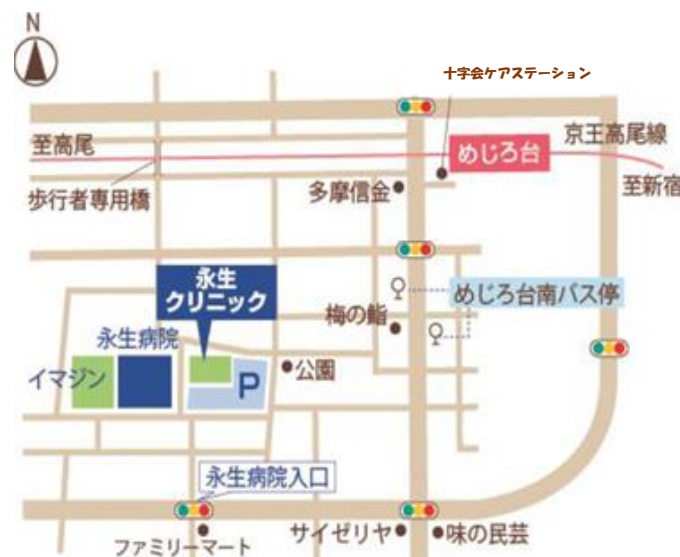 N
十字会ケアステーション
至高尾
めじろ台
京王高尾線
至新宿
歩行者専用橋
多摩信金
永生
クリニック
めじろ台南バス停
梅の鮨
永生病院
イマジン
P
公園
永生病院入口
ファミリーマート
サイゼリヤ
味の民芸